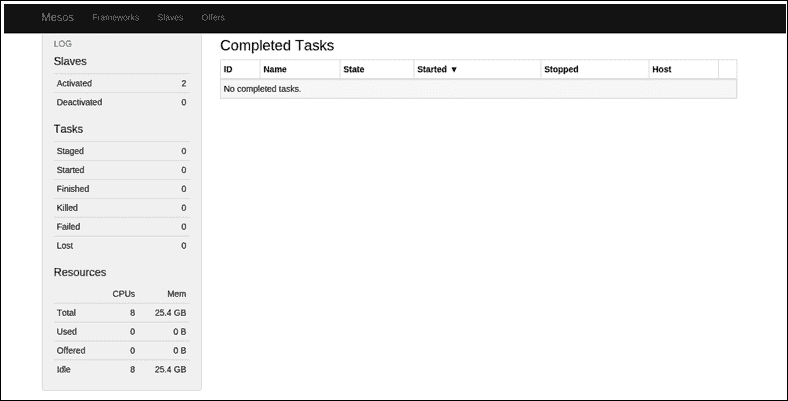 Mesos Frameworks Slaves Offers
LOG
Slaves
Activated 2
Deactivated 0
Tasks
Staged 0
Started 0
Finished 0
Killed 0
Failed 0
Lost 0
Resources
CPUs Mem
Total 8 25.4 GB
Used 0 0 B
Offered 0 0 B
Idle 8 25.4 GB
Completed Tasks
ID Name State Started ▼ Stopped Host
No completed tasks.